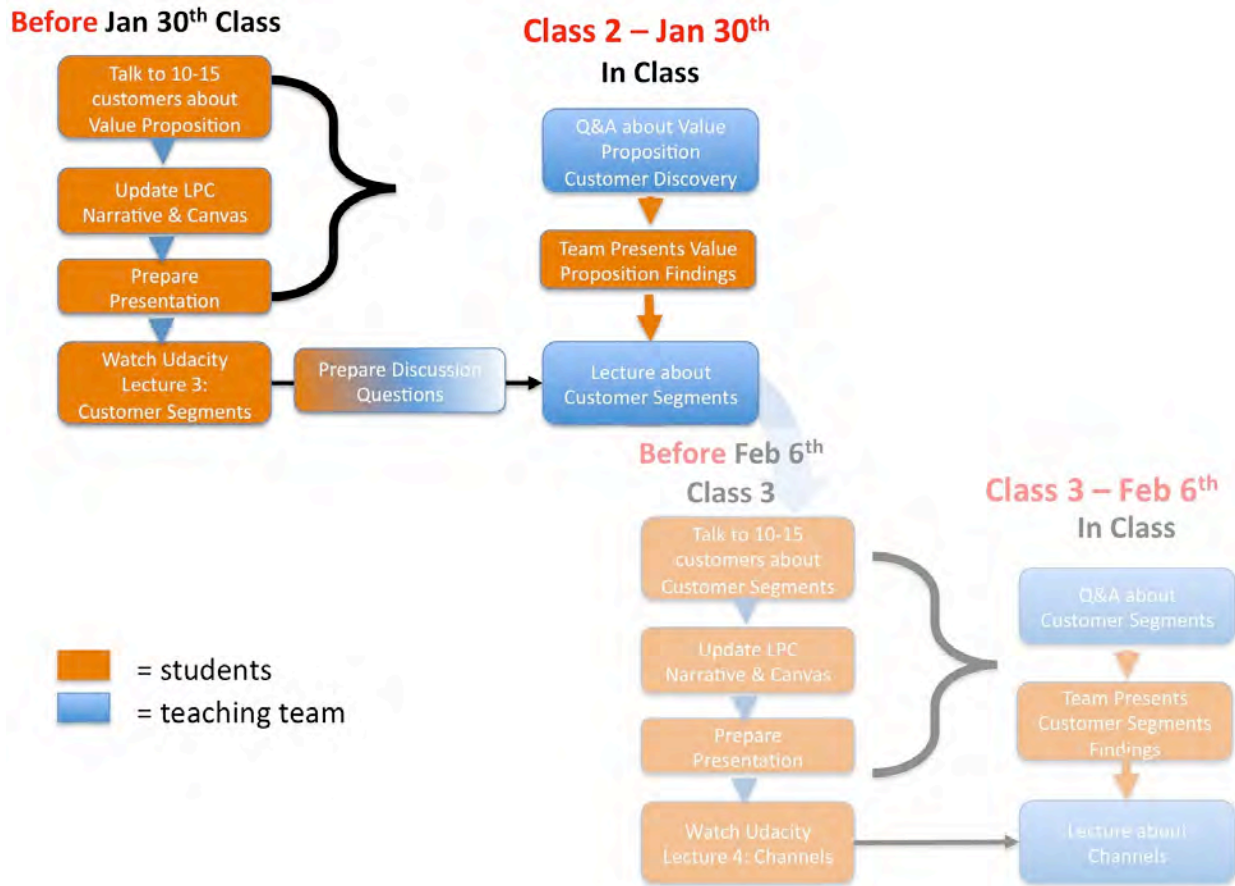 Before Jan 30th Class
Talk to 10-15
customers about
Value Proposition
Update LPC
Narrative & Canvas
Prepare
Presentation
Watch Udacity
Lecture 3:
Customer Segments
Prepare Discussion
Questions
Class 2 – Jan 30th
In Class
Q&A about Value
Proposition
Customer Discovery
Team Presents Value
Proposition Findings
Lecture about
Customer Segments
Before Feb 6th
Class 3
Talk to 10-15
customers about
Customer Segments
Update LPC
Narrative & Canvas
Prepare
Presentation
Watch Udacity
Lecture 4: Channels
Class 3 – Feb 6th
In Class
Q&A about
Customer Segments
Team Presents
Customer Segments
Findings
Lecture about
Channels
= students
= teaching team